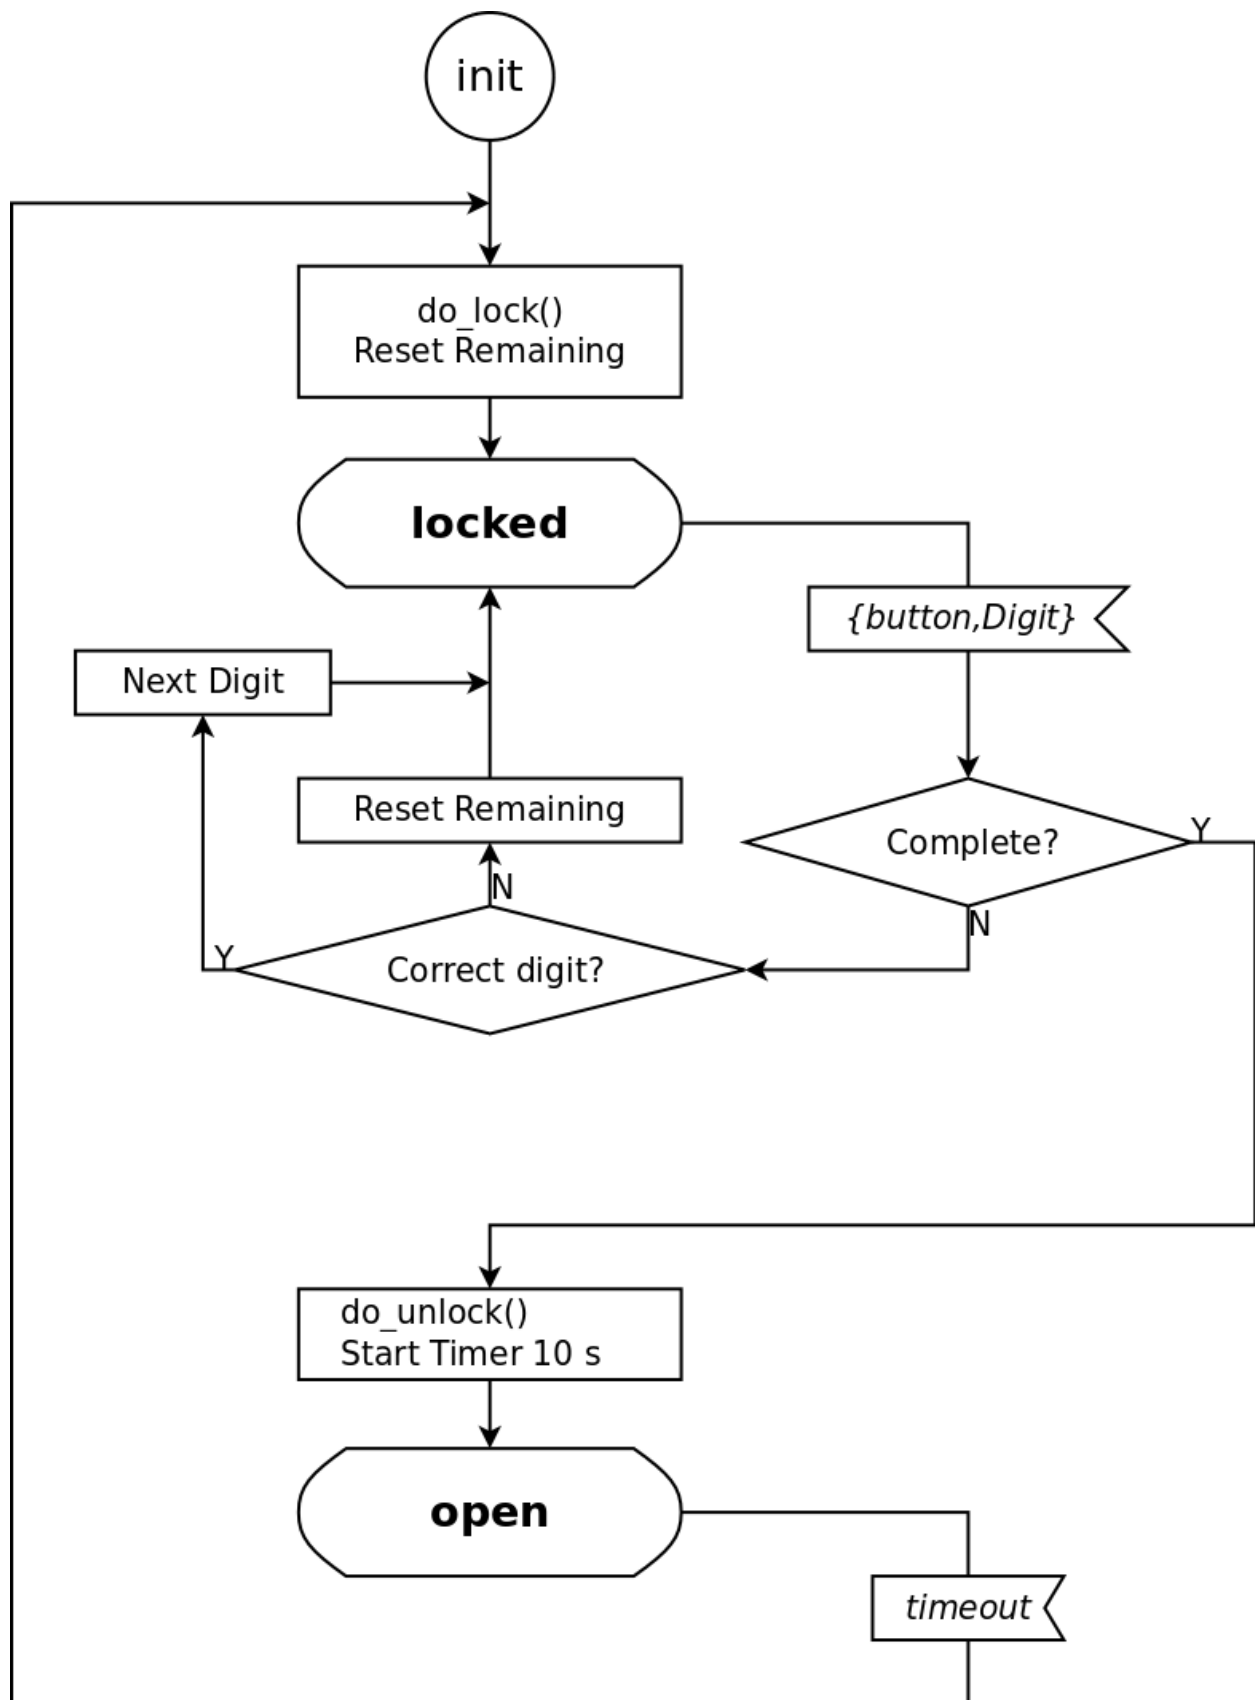 init
do_lock()
Reset Remaining
locked
{button,Digit}
Next Digit
Reset Remaining
Complete?
Y
N
N
Y
Correct digit?
do_unlock()
Start Timer 10 s
open
timeout